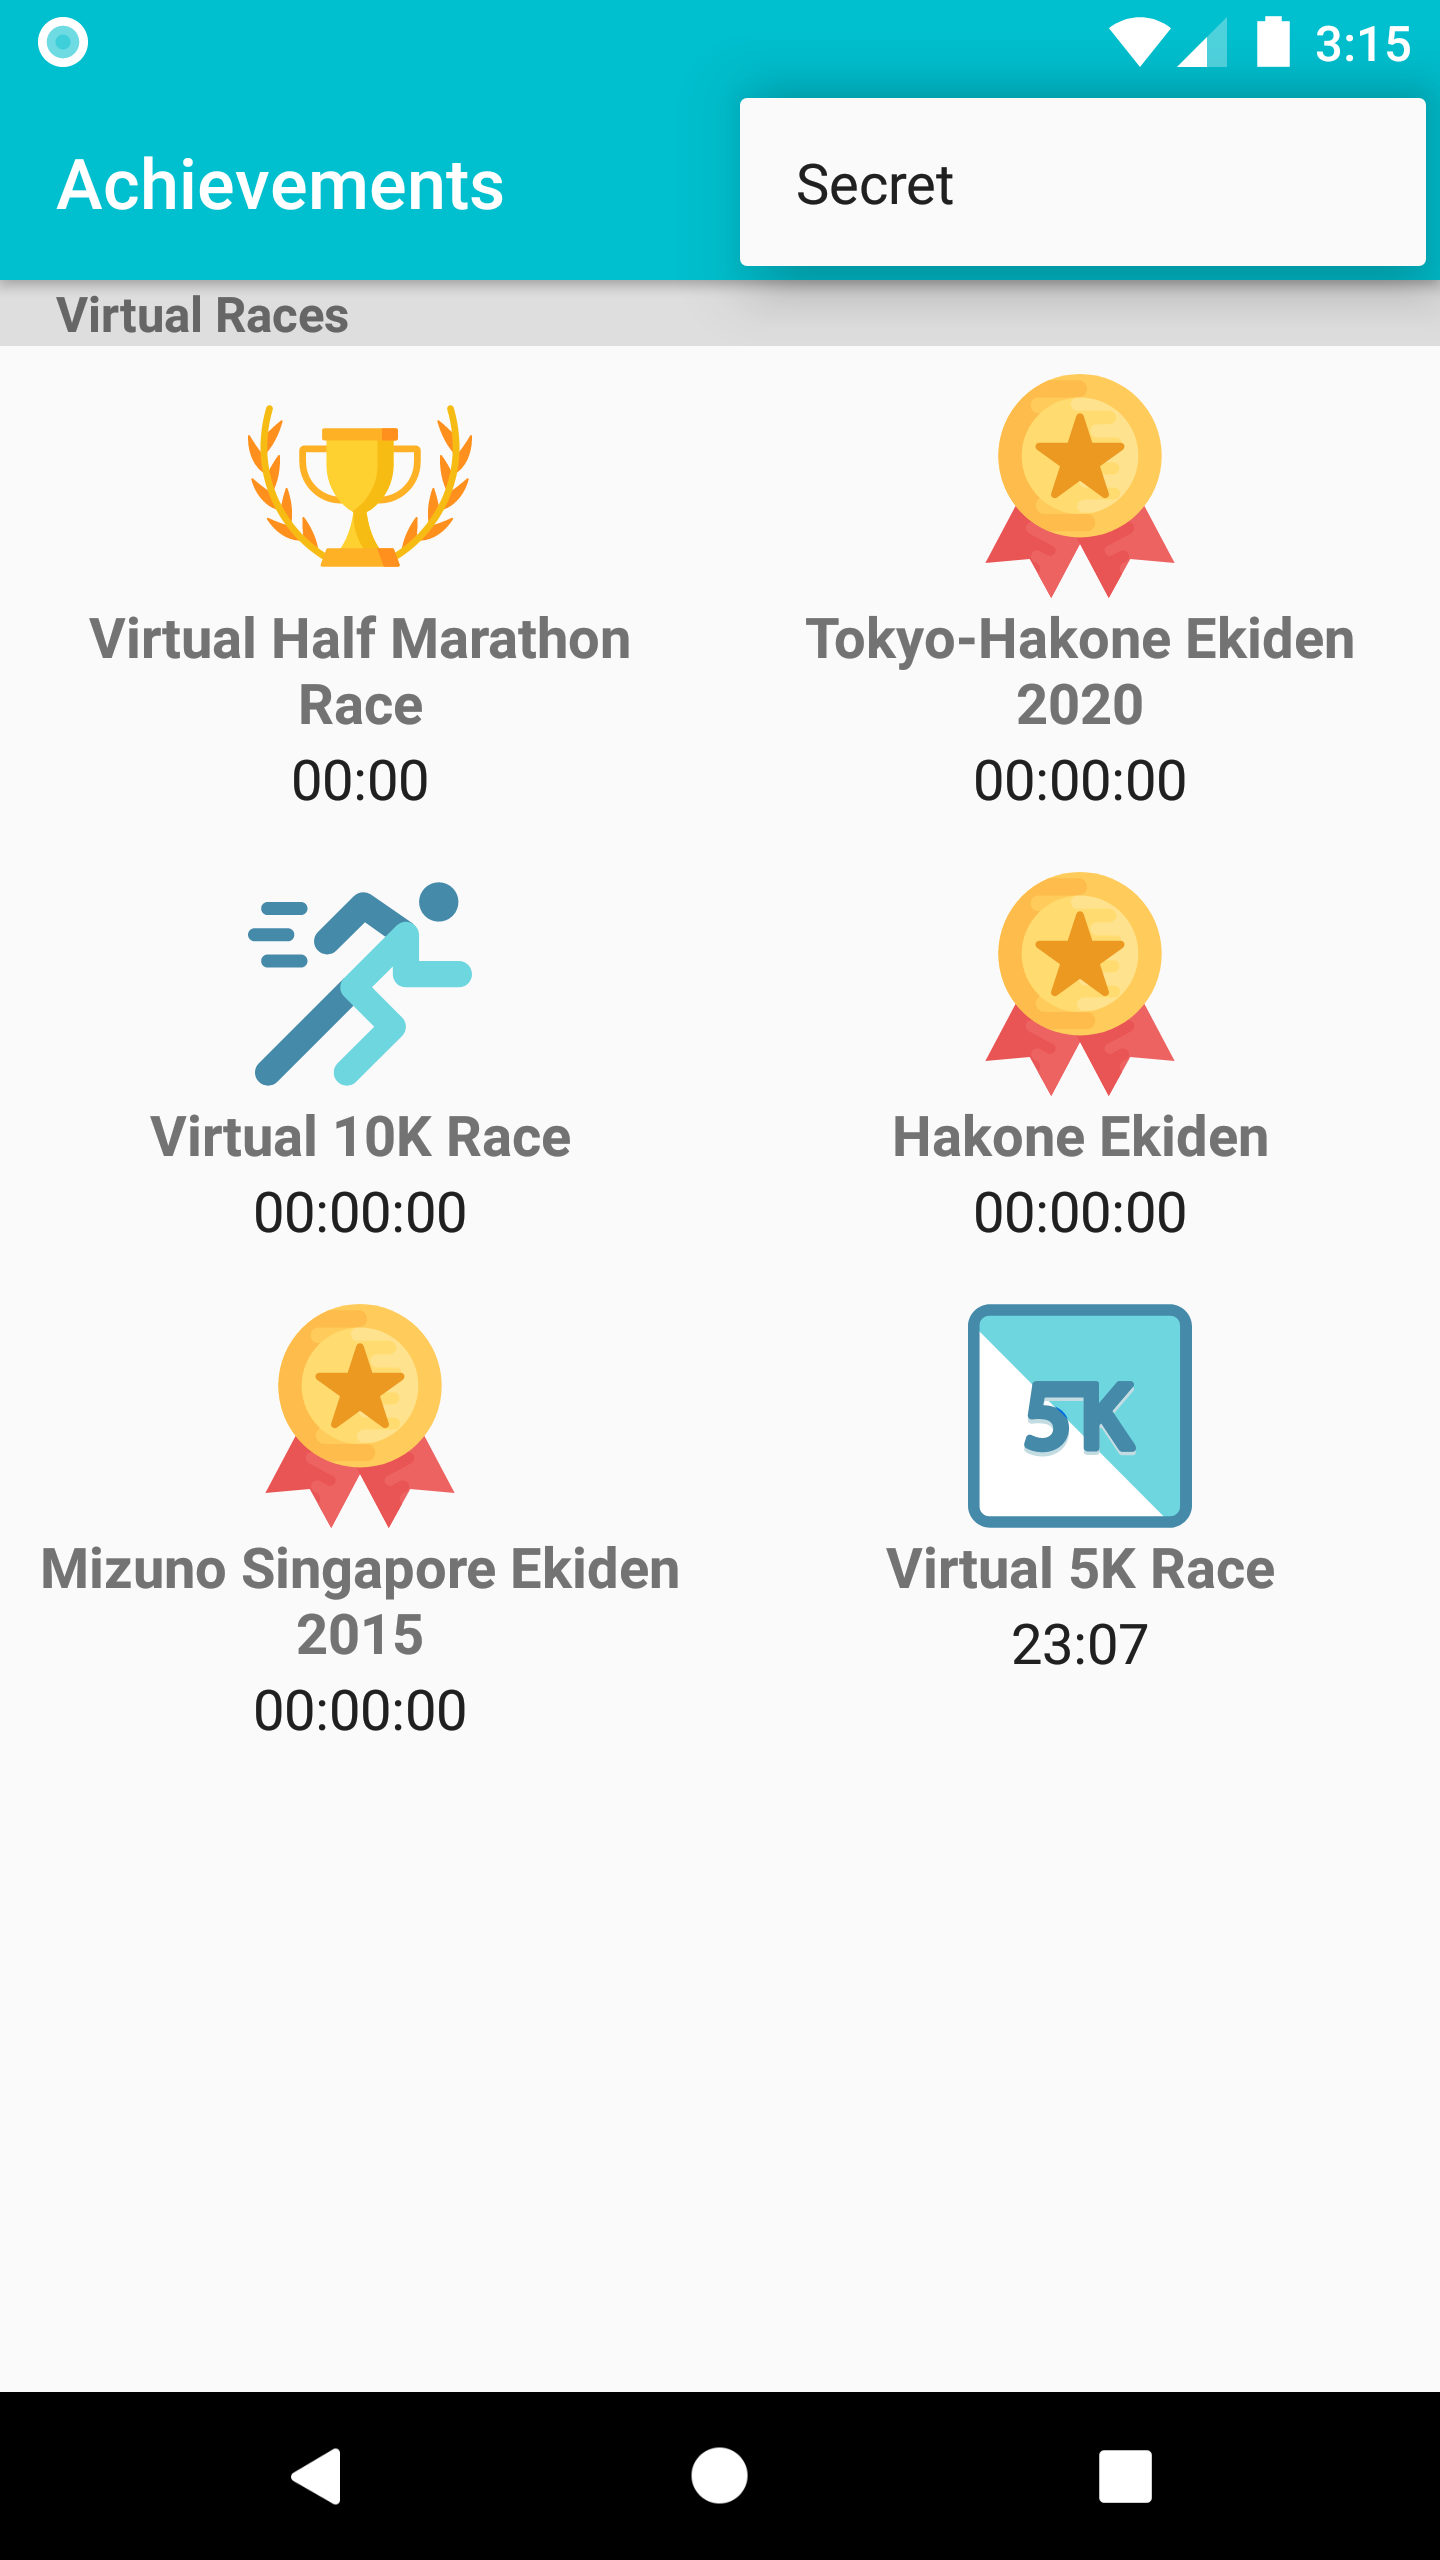 3:15
Achievements
Secret
Virtual Races
Virtual Half Marathon
Race
00:00
Tokyo-Hakone Ekiden
2020
00:00:00
Virtual 10K Race
00:00:00
Hakone Ekiden
00:00:00
Mizuno Singapore Ekiden
2015
00:00:00
5K
Virtual 5K Race
23:07